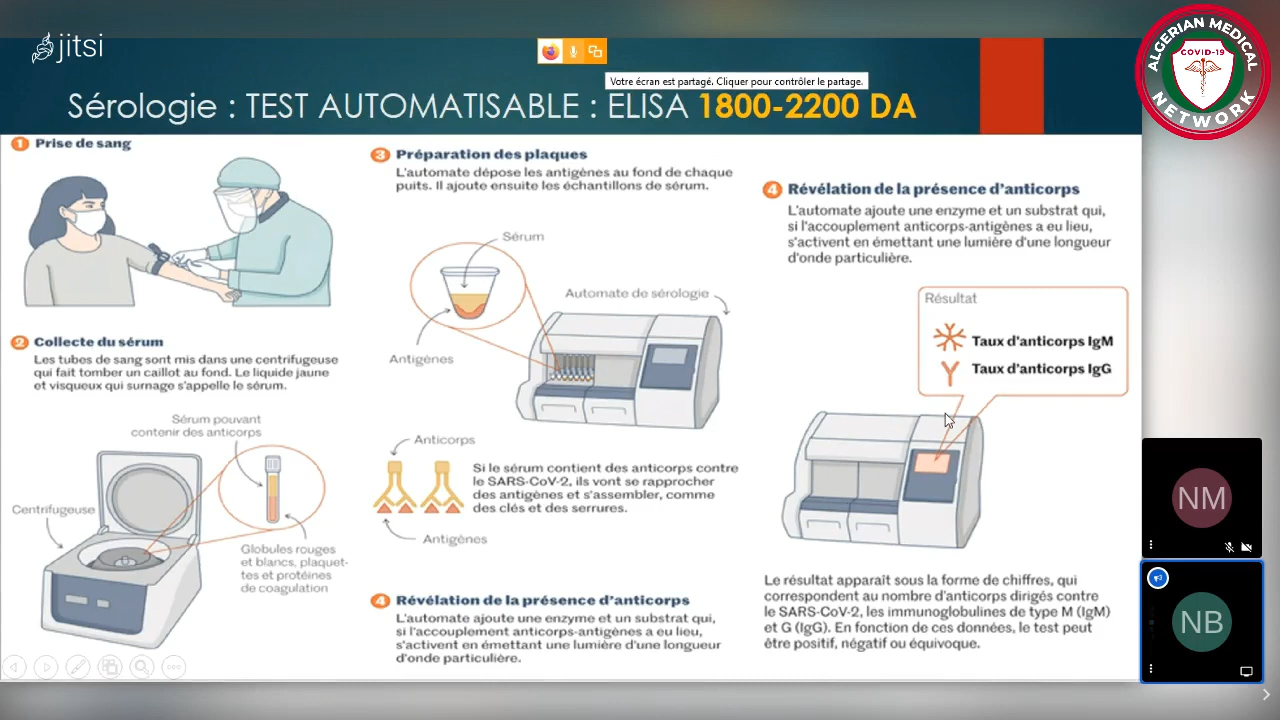 jitsi
Votre écran est partagé. Cliquer pour contrôler le partage.
ALGERIAN MEDICAL
COVID-19
NETWORK
Sérologie : TEST AUTOMATISABLE : ELISA 1800-2200 DA
1 Prise de sang
2 Collecte du sérum
Les tubes de sang sont mis dans une centrifugeuse
qui fait tomber un caillot au fond. Le liquide jaune
et visqueux qui surnage s'appelle le sérum.
Sérum pouvant
contenir des anticorps
Centrifugeuse
Globules rouges
et blancs, plaquet-
tes et protéines
de coagulation
3 Préparation des plaques
L'automate dépose les antigènes au fond de chaque
puits. Il ajoute ensuite les échantillons de sérum.
Sérum
Automate de sérologie
Antigènes
Anticorps
Si le sérum contient des anticorps contre
le SARS-CoV-2, ils vont se rapprocher
des antigènes et s'assembler, comme
des clés et des serrures.
Antigènes
4 Révélation de la présence d'anticorps
L'automate ajoute une enzyme et un substrat qui,
si l'accouplement anticorps-antigènes a eu lieu,
s'activent en émettant une lumière d'une longueur
d'onde particulière.
4 Révélation de la présence d'anticorps
L'automate ajoute une enzyme et un substrat qui,
si l'accouplement anticorps-antigènes a eu lieu,
s'activent en émettant une lumière d'une longueur
d'onde particulière.
Résultat
Taux d'anticorps IgM
Taux d'anticorps IgG
Le résultat apparaît sous la forme de chiffres, qui
correspondent au nombre d'anticorps dirigés contre
le SARS-CoV-2, les immunoglobulines de type M (IgM)
et G (IgG). En fonction de ces données, le test peut
être positif, négatif ou équivoque.
NM
NB